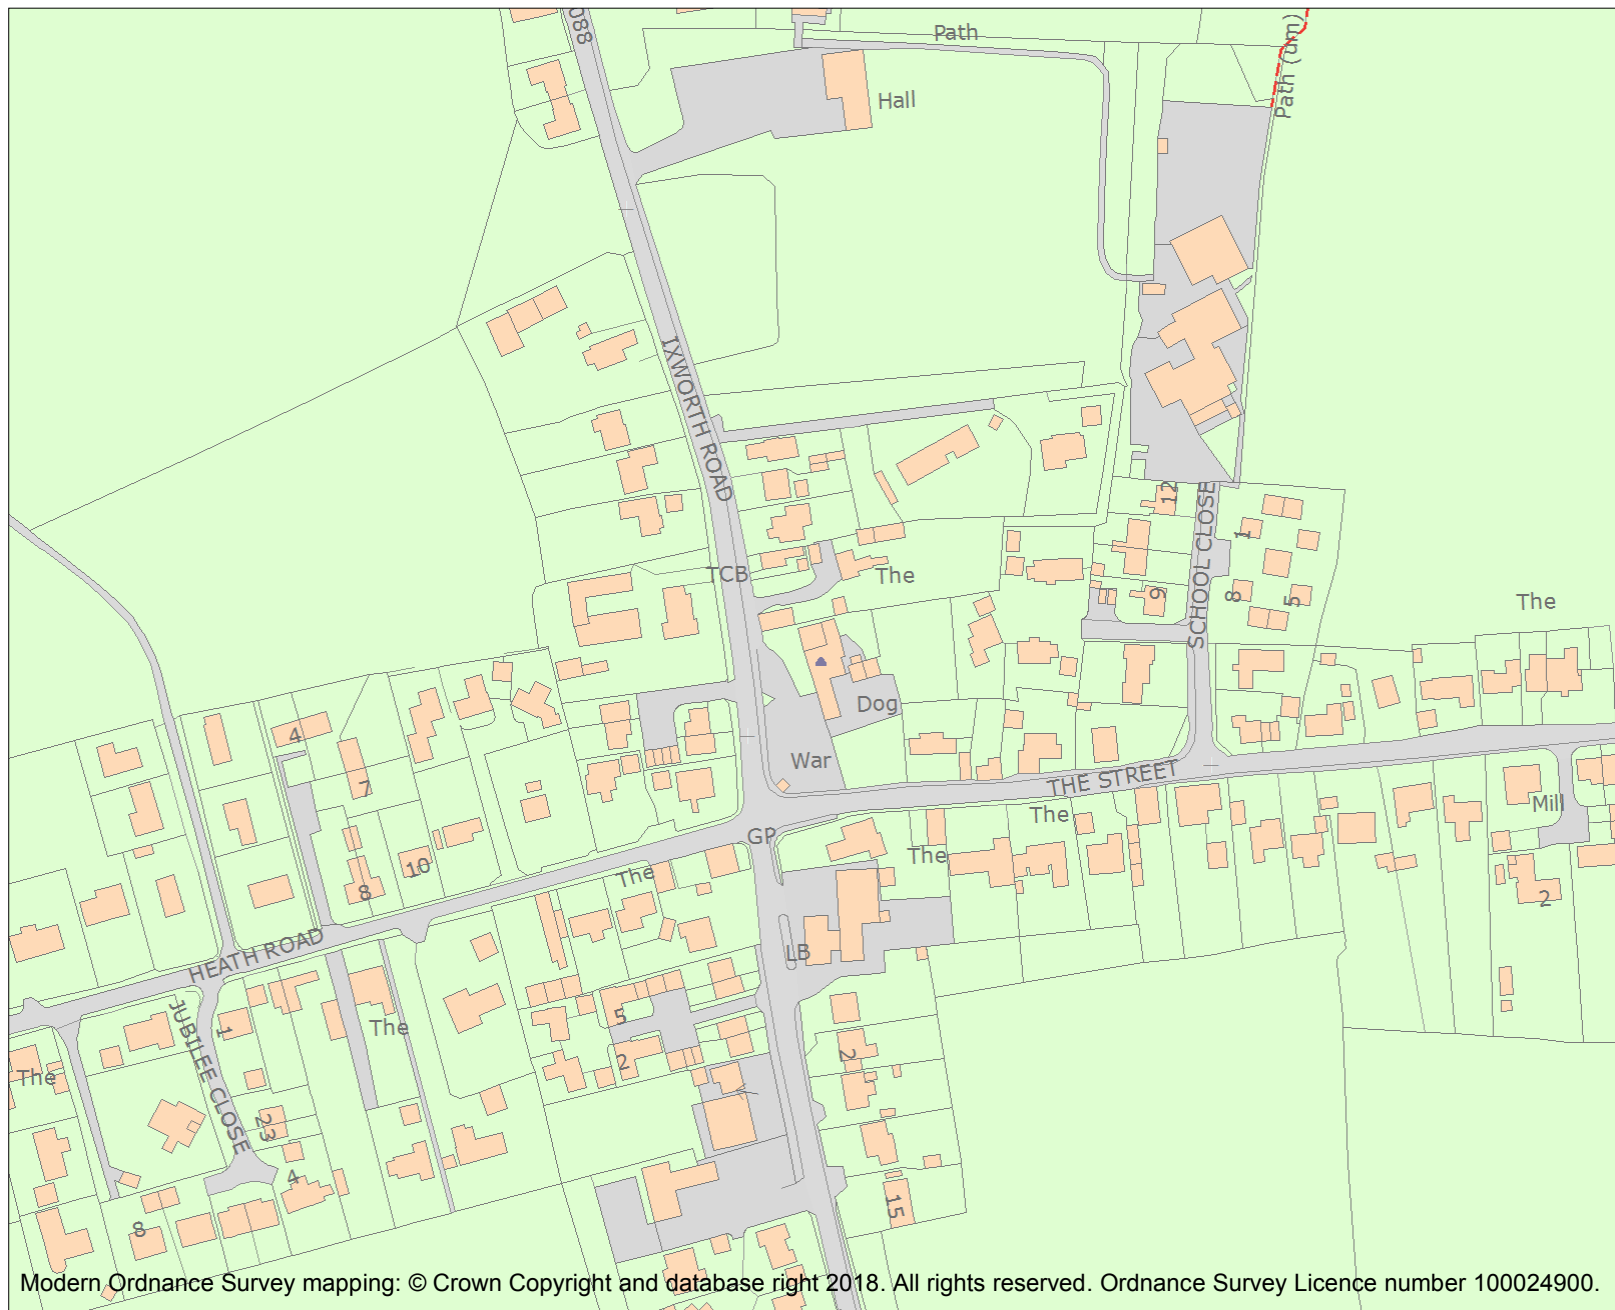 088
Path
Path (um)
Hall
IXWORTH ROAD
12
SCHOOL CLOSE
1
TCB
The
9
8
5
The
Dog
4
War
THE STREET
7
The
Mill
GP
The
10
8
The
2
HEATH ROAD
LB
JUBILEE CLOSE
1
The
5
2
2
The
23
4
15
8
Modern Ordnance Survey mapping: © Crown Copyright and database right 2018. All rights reserved. Ordnance Survey Licence number 100024900.